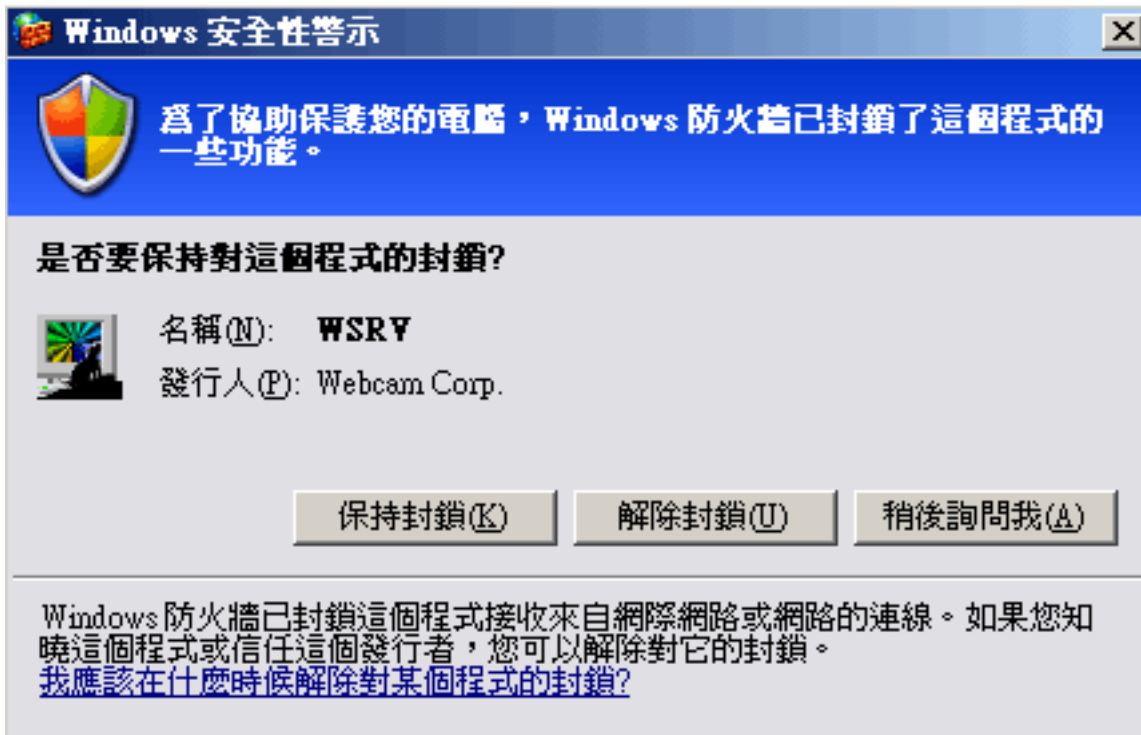 Windows 安全性警示
為了協助保護您的電腦，Windows 防火牆已封鎖了這個程式的
一些功能。
是否要保持對這個程式的封鎖?
名稱(N): WSRV
發行人(P): Webcam Corp.
保持封鎖(K) 解除封鎖(U) 稍後詢問我(A)
Windows 防火牆已封鎖這個程式接收來自網際網路或網路的連線。如果您知
曉這個程式或信任這個發行者，您可以解除對它的封鎖。
我應該在什麼時候解除對某個程式的封鎖?